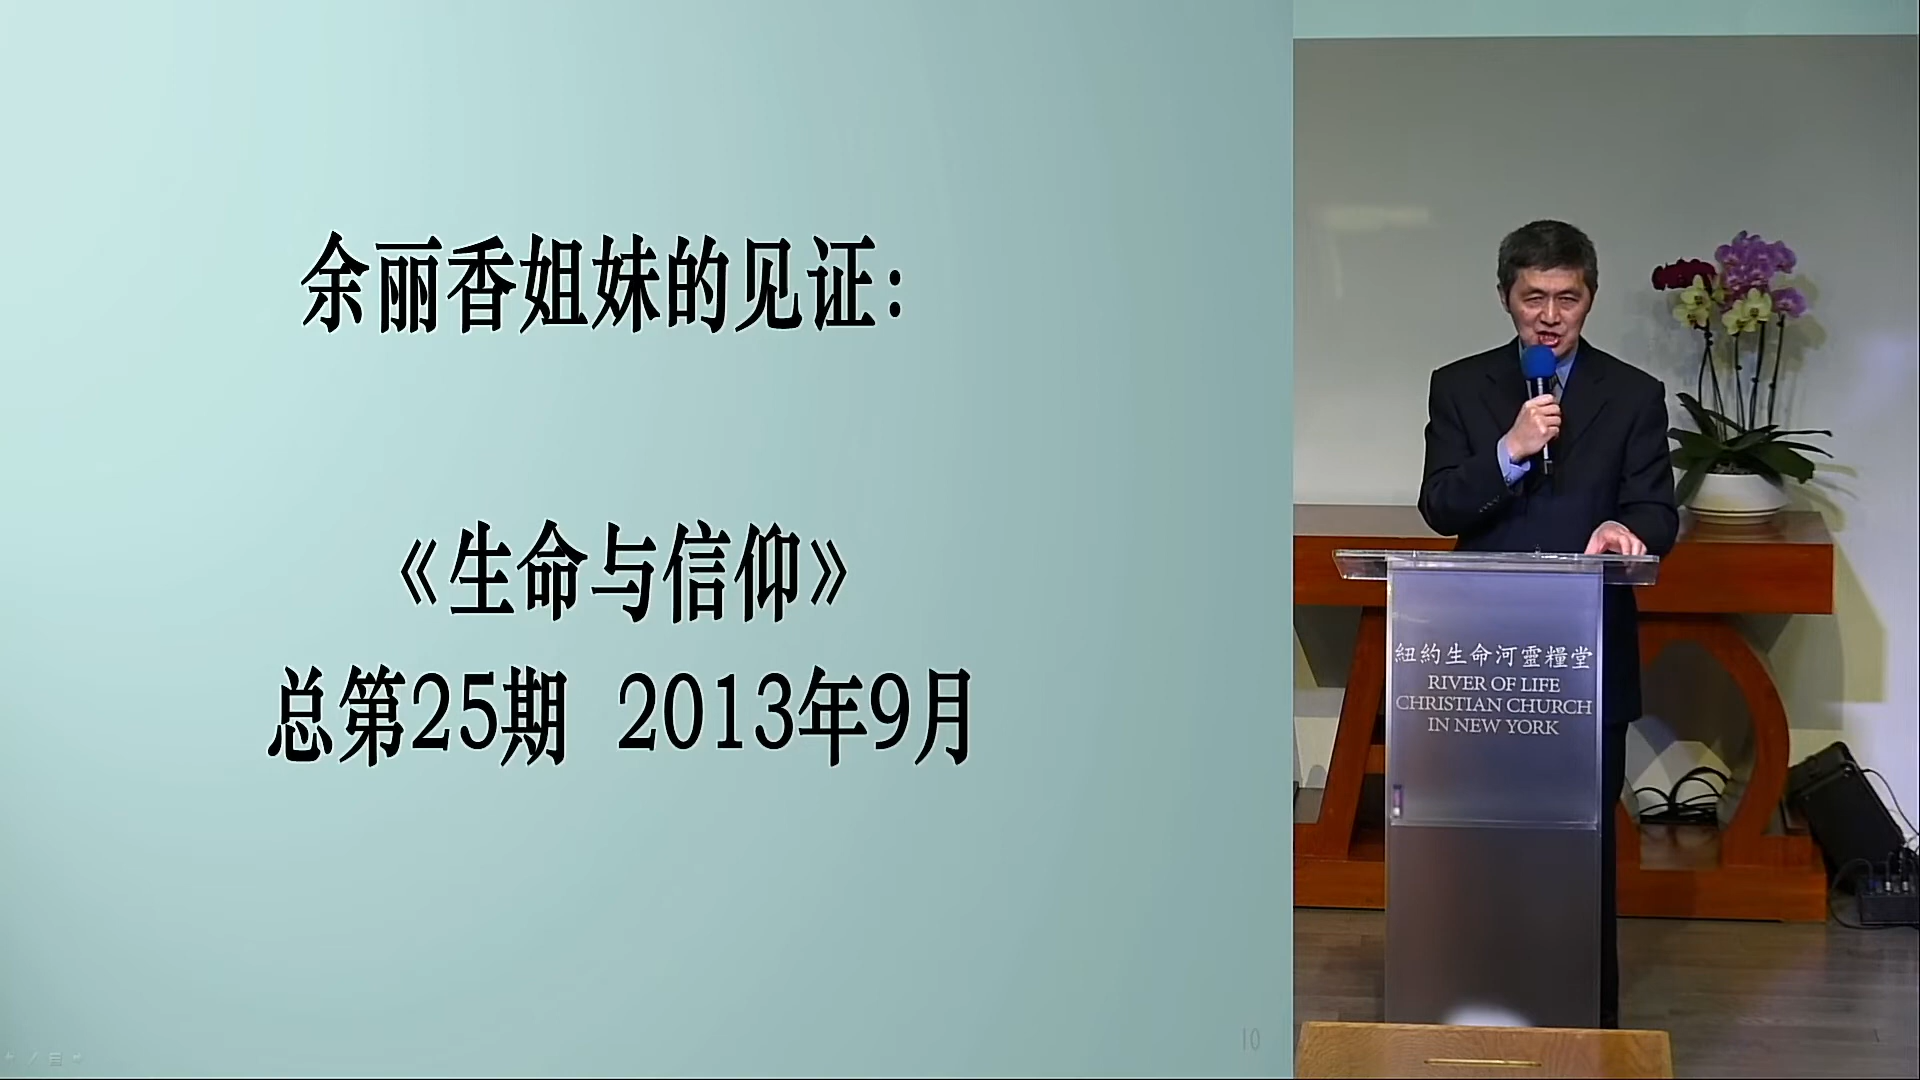 余丽香姐妹的见证：
《生命与信仰》
总第25期 2013年9月
10
紐約生命河靈糧堂
RIVER OF LIFE
CHRISTIAN CHURCH
IN NEW YORK